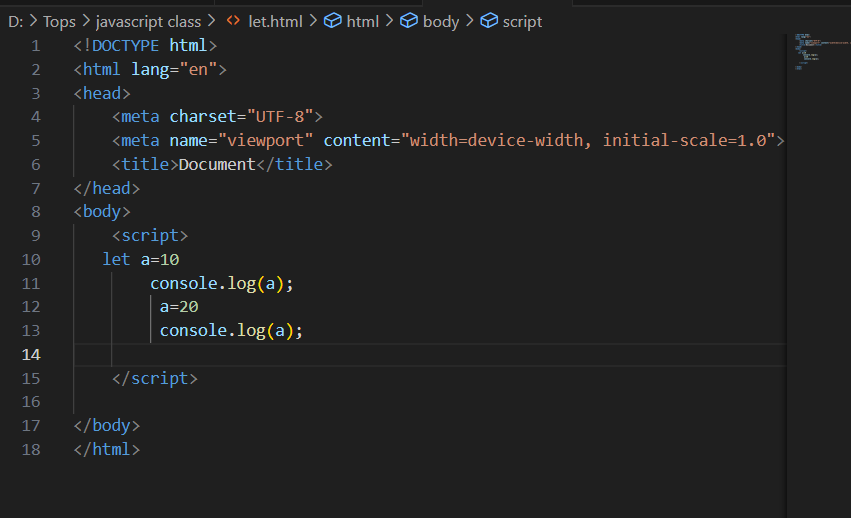 D: > Tops > javascript class > <> let.html > html > body > script
1 <!DOCTYPE html>
2 <html lang="en">
3 <head>
4     <meta charset="UTF-8">
5     <meta name="viewport" content="width=device-width, initial-scale=1.0">
6     <title>Document</title>
7 </head>
8 <body>
9     <script>
10    let a=10
11         console.log(a);
12          a=20
13          console.log(a);
14
15     </script>
16
17 </body>
18 </html>